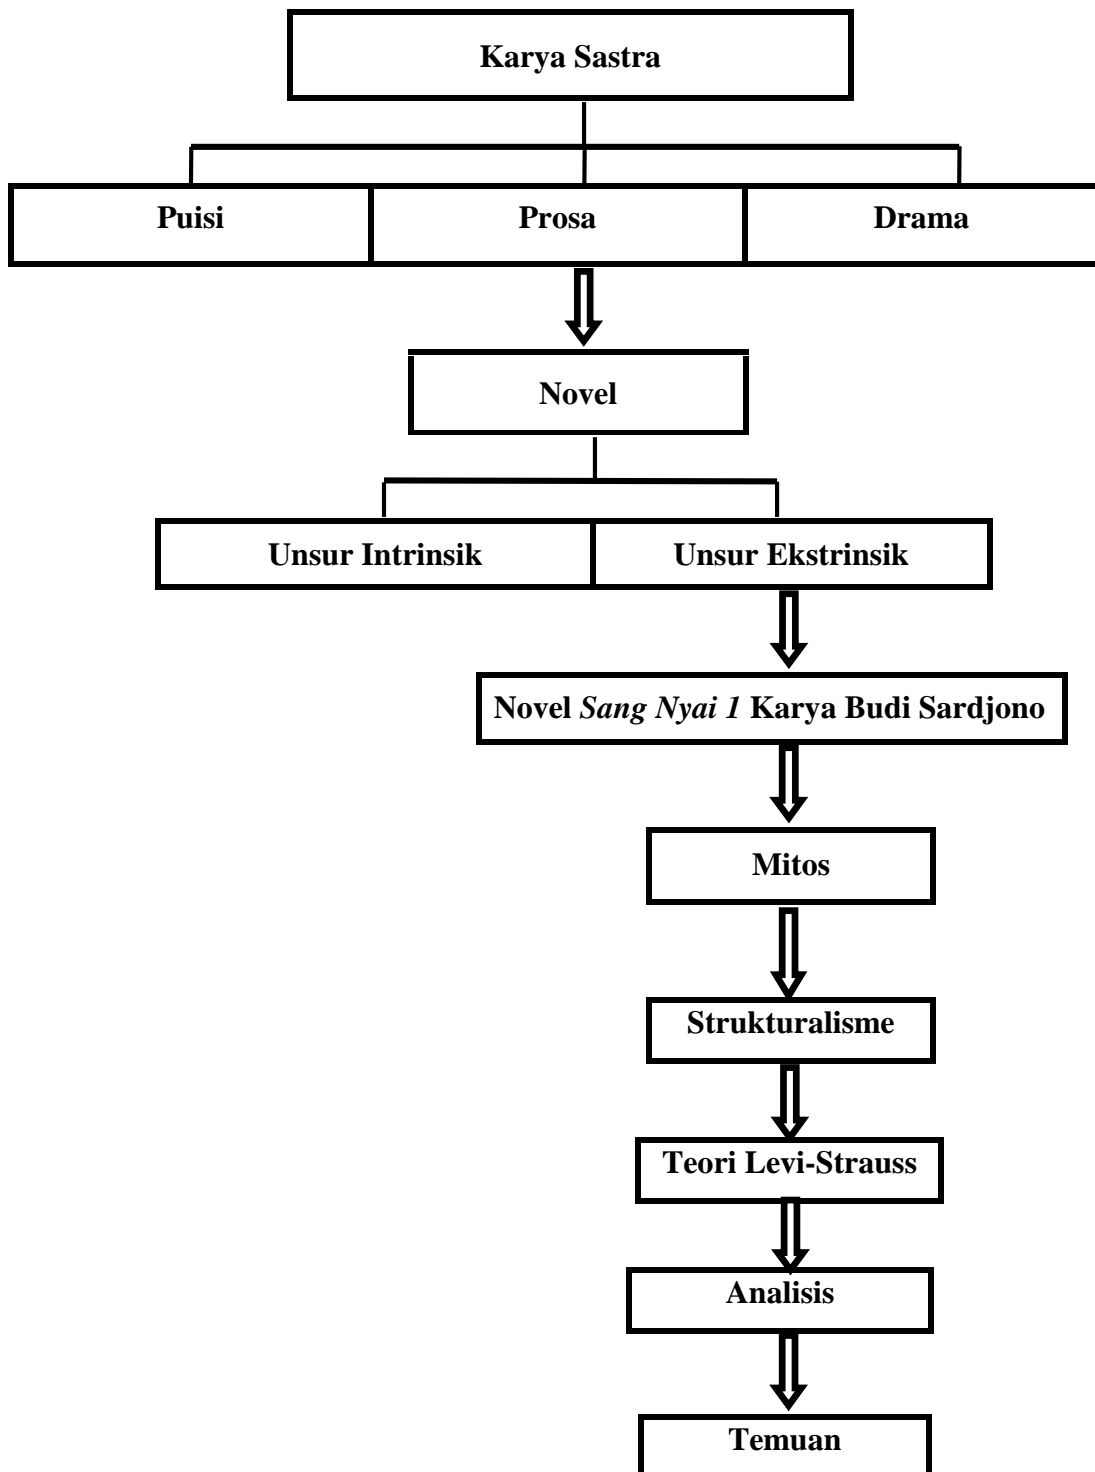 Karya Sastra
Puisi
Prosa
Drama
Novel
Unsur Intrinsik
Unsur Ekstrinsik
Novel Sang Nyai 1 Karya Budi Sardjono
Mitos
Strukturalisme
Teori Levi-Strauss
Analisis
Temuan